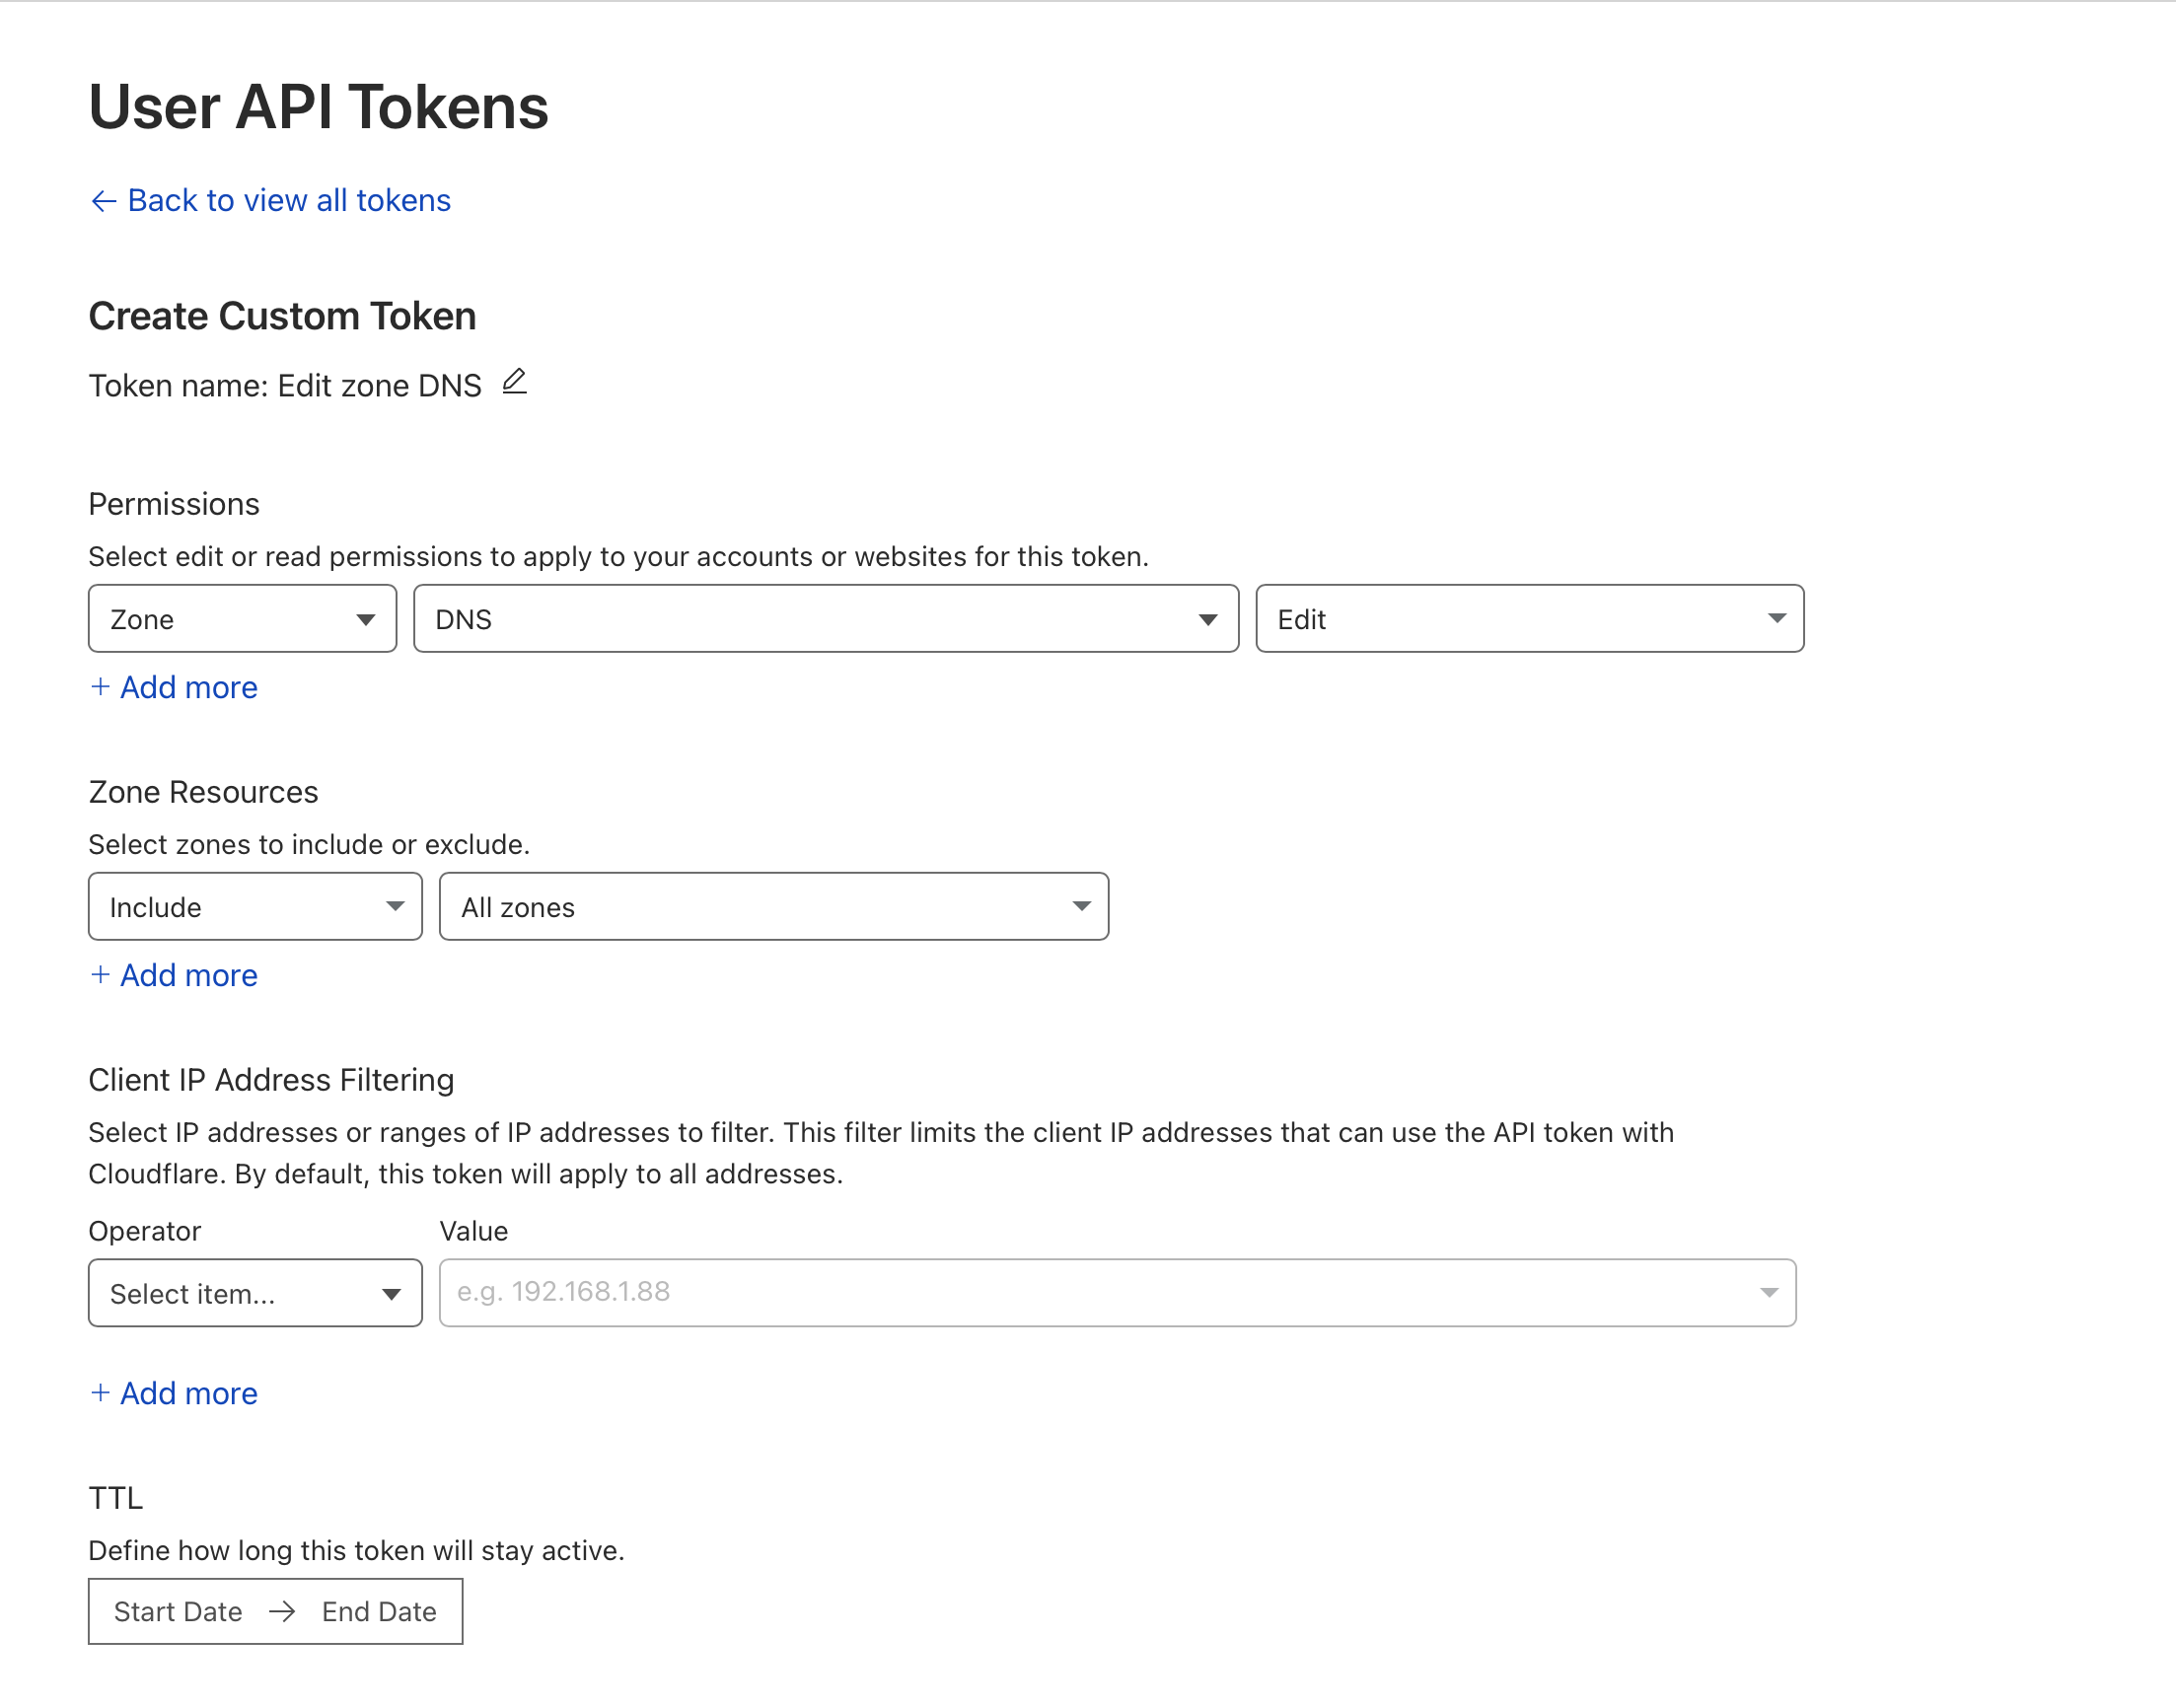 User API Tokens
← Back to view all tokens
Create Custom Token
Token name: Edit zone DNS
Permissions
Select edit or read permissions to apply to your accounts or websites for this token.
Zone DNS Edit
+ Add more
Zone Resources
Select zones to include or exclude.
Include All zones
+ Add more
Client IP Address Filtering
Select IP addresses or ranges of IP addresses to filter. This filter limits the client IP addresses that can use the API token with
Cloudflare. By default, this token will apply to all addresses.
Operator Value
Select item... e.g. 192.168.1.88
+ Add more
TTL
Define how long this token will stay active.
Start Date → End Date